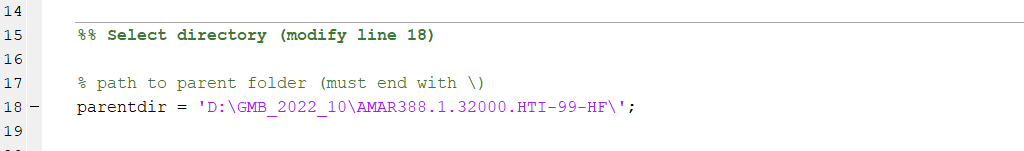 14
15 %% Select directory (modify line 18)
16
17 % path to parent folder (must end with \)
18 – parentdir = 'D:\GMB_2022_10\AMAR388.1.32000.HTI-99-HF\';
19